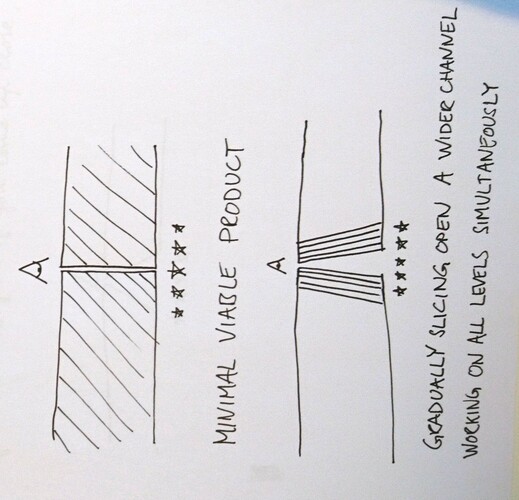 MINIMAL VIABLE PRODUCT
GRADUALLY SLICING OPEN A WIDER CHANNEL
WORKING ON ALL LEVELS SIMULTANEOUSLY